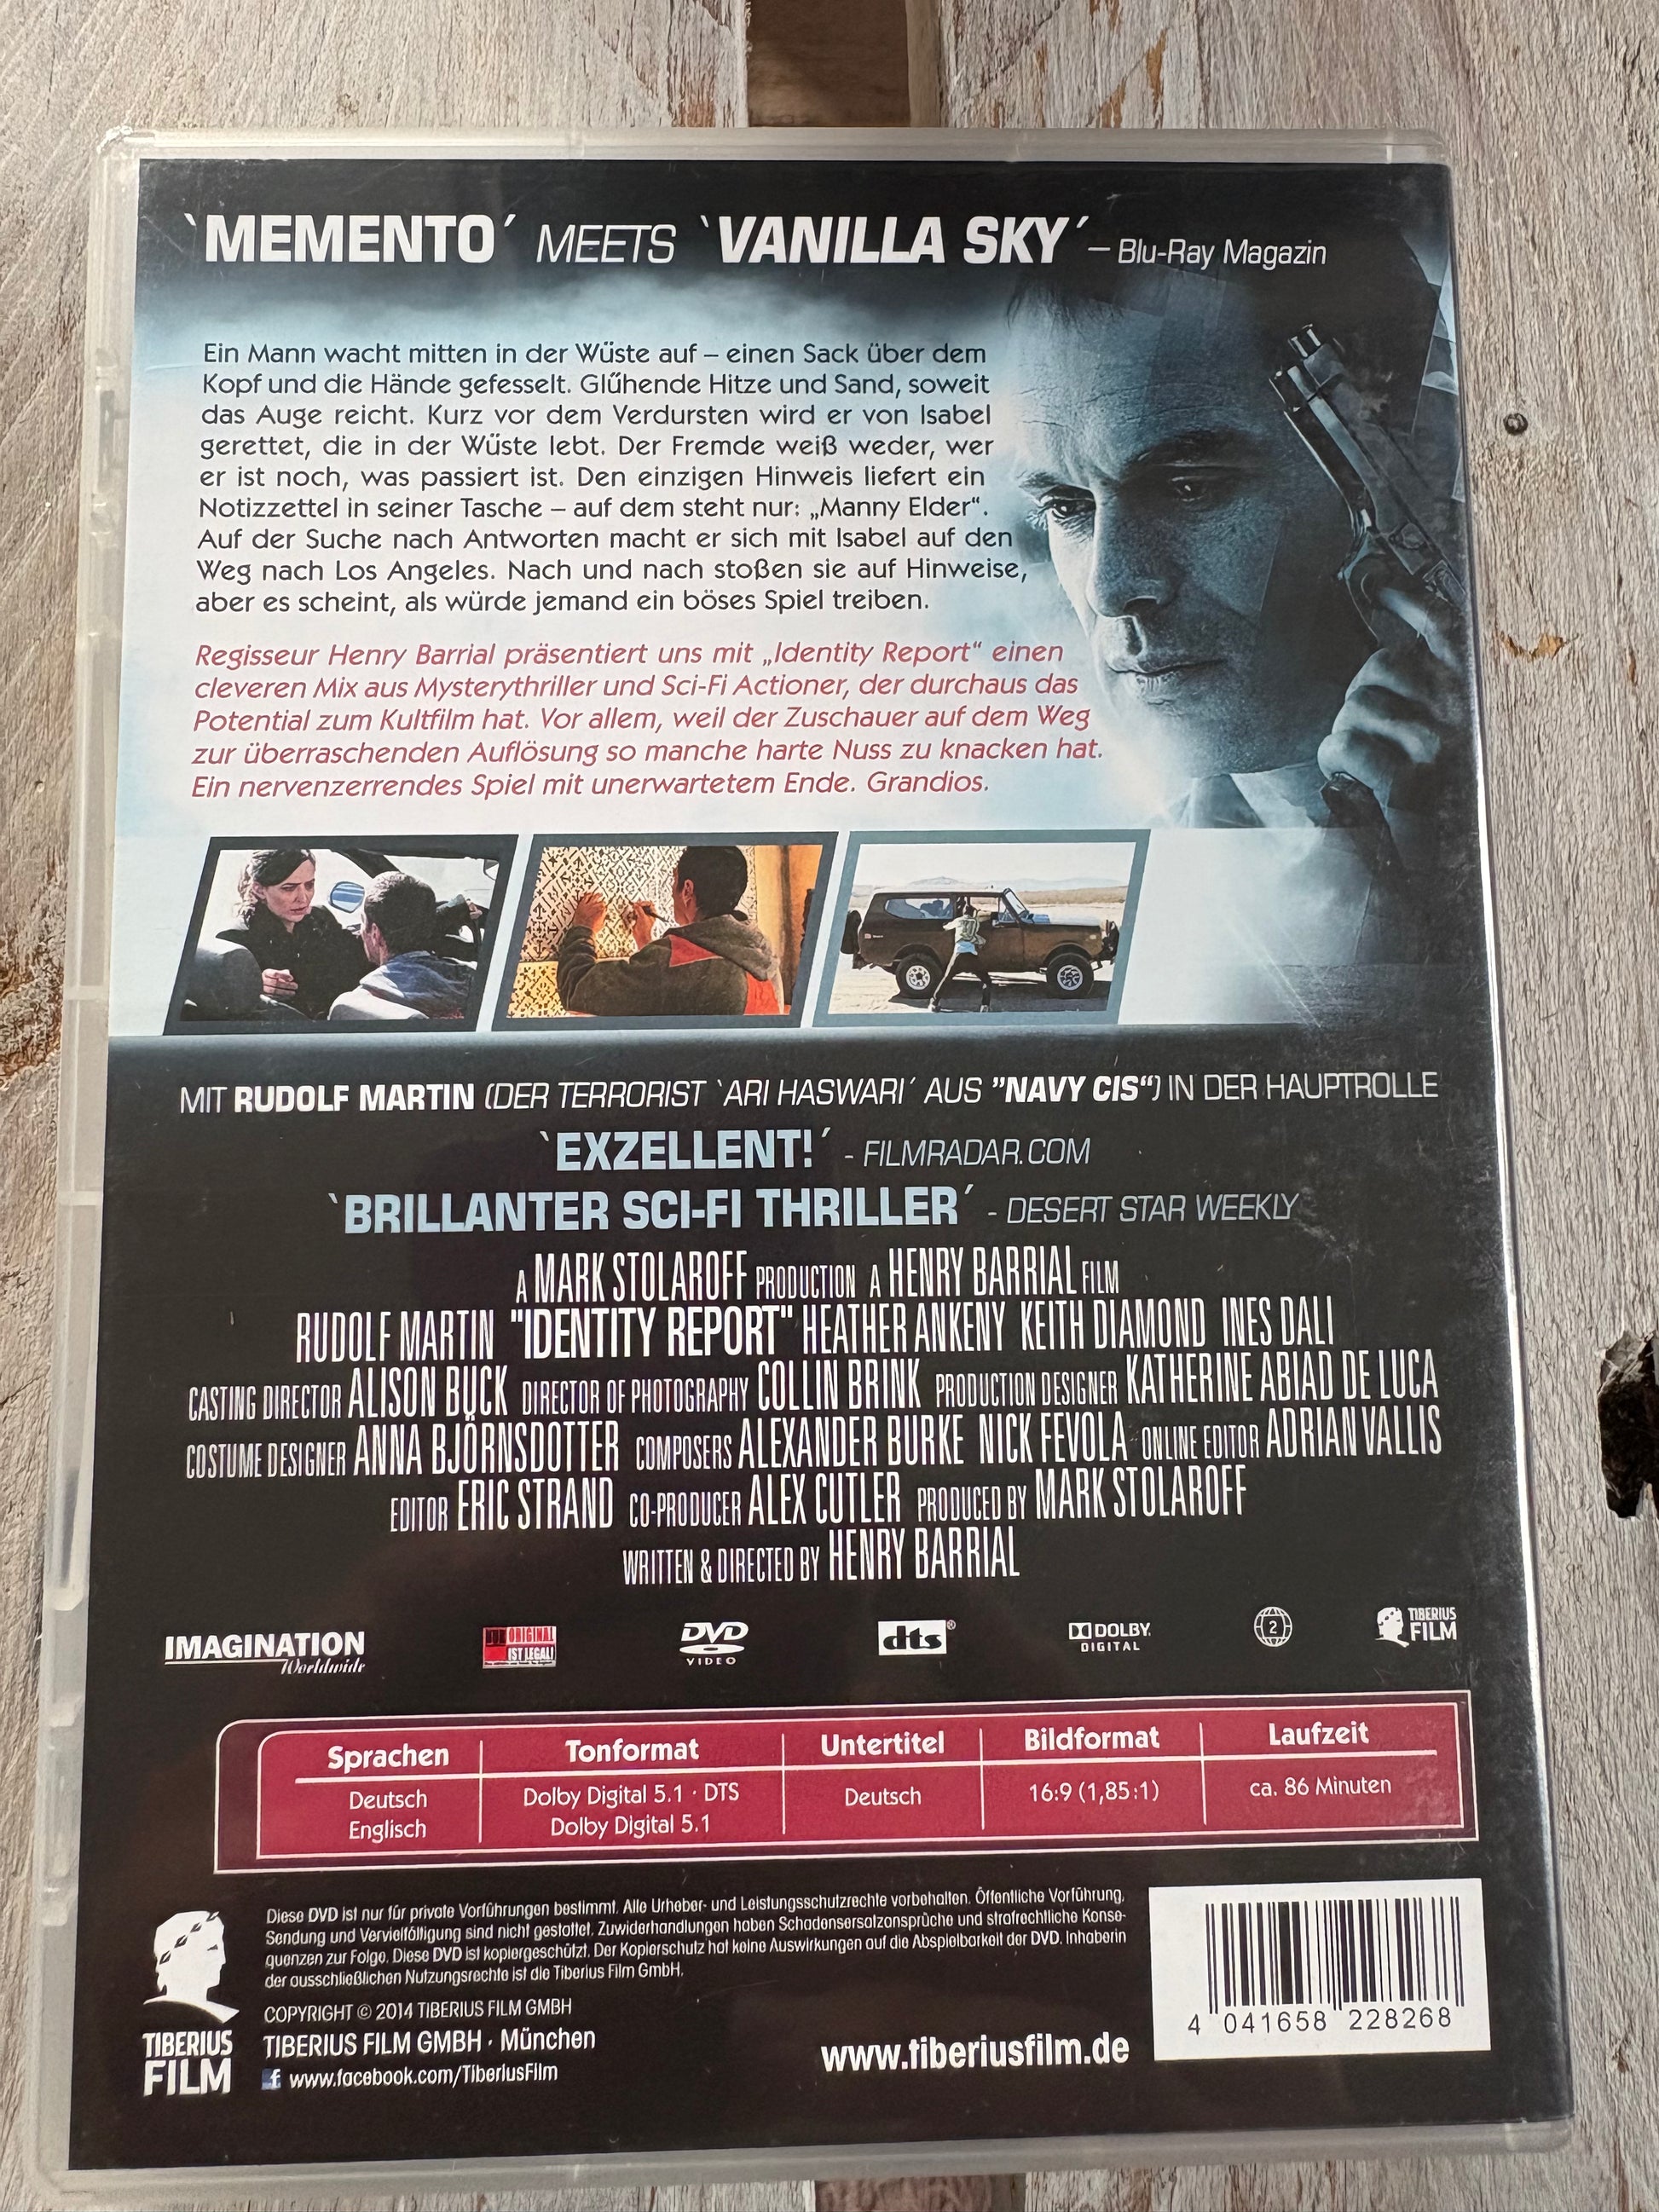 `MEMENTO´ MEETS `VANILLA SKY´ – Blu-Ray Magazin
Ein Mann wacht mitten in der Wüste auf – einen Sack über dem
Kopf und die Hände gefesselt. Glühende Hitze und Sand, soweit
das Auge reicht. Kurz vor dem Verdursten wird er von Isabel
gerettet, die in der Wüste lebt. Der Fremde weiß weder, wer
er ist noch, was passiert ist. Den einzigen Hinweis liefert ein
Notizzettel in seiner Tasche – auf dem steht nur: „Manny Elder“.
Auf der Suche nach Antworten macht er sich mit Isabel auf den
Weg nach Los Angeles. Nach und nach stoßen sie auf Hinweise,
aber es scheint, als würde jemand ein böses Spiel treiben.
Regisseur Henry Barrial präsentiert uns mit „Identity Report“ einen
cleveren Mix aus Mysterythriller und Sci-Fi Actioner, der durchaus das
Potential zum Kultfilm hat. Vor allem, weil der Zuschauer auf dem Weg
zur überraschenden Auflösung so manche harte Nuss zu knacken hat.
Ein nervenzerrendes Spiel mit unerwartetem Ende. Grandios.
MIT RUDOLF MARTIN (DER TERRORIST `ARI HASWARI´ AUS ”NAVY CIS“) IN DER HAUPTROLLE
`EXZELLENT!´ - FILMRADAR.COM
`BRILLANTER SCI-FI THRILLER´ - DESERT STAR WEEKLY
A MARK STOLAROFF PRODUCTION A HENRY BARRIAL FILM
RUDOLF MARTIN "IDENTITY REPORT" HEATHER ANKENY KEITH DIAMOND INES DALI
CASTING DIRECTOR ALISON BUCK DIRECTOR OF PHOTOGRAPHY COLLIN BRINK PRODUCTION DESIGNER KATHERINE ABIAD DE LUCA
COSTUME DESIGNER ANNA BJÖRNSDOTTER COMPOSERS ALEXANDER BURKE NICK FEVOLA ONLINE EDITOR ADRIAN VALLIS
EDITOR ERIC STRAND CO-PRODUCER ALEX CUTLER PRODUCED BY MARK STOLAROFF
WRITTEN & DIRECTED BY HENRY BARRIAL
IMAGINATION
Worldwide
NUR ORIGINAL
IST LEGAL!
DVD
VIDEO
dts®
DOLBY
DIGITAL
2
TIBERIUS
FILM
Sprachen Tonformat Untertitel Bildformat Laufzeit
Deutsch Dolby Digital 5.1 · DTS Deutsch 16:9 (1,85:1) ca. 86 Minuten
Englisch Dolby Digital 5.1
Diese DVD ist nur für private Vorführungen bestimmt. Alle Urheber- und Leistungsschutzrechte vorbehalten. Öffentliche Vorführung,
Sendung und Vervielfältigung sind nicht gestattet. Zuwiderhandlungen haben Schadensersatzansprüche und strafrechtliche Konse-
quenzen zur Folge. Diese DVD ist kopiergeschützt. Der Kopierschutz hat keine Auswirkungen auf die Abspielbarkeit der DVD. Inhaberin
der ausschließlichen Nutzungsrechte ist die Tiberius Film GmbH.
COPYRIGHT © 2014 TIBERIUS FILM GMBH
TIBERIUS FILM GMBH · München
f www.facebook.com/TiberiusFilm
TIBERIUS
FILM
www.tiberiusfilm.de
4 041658 228268